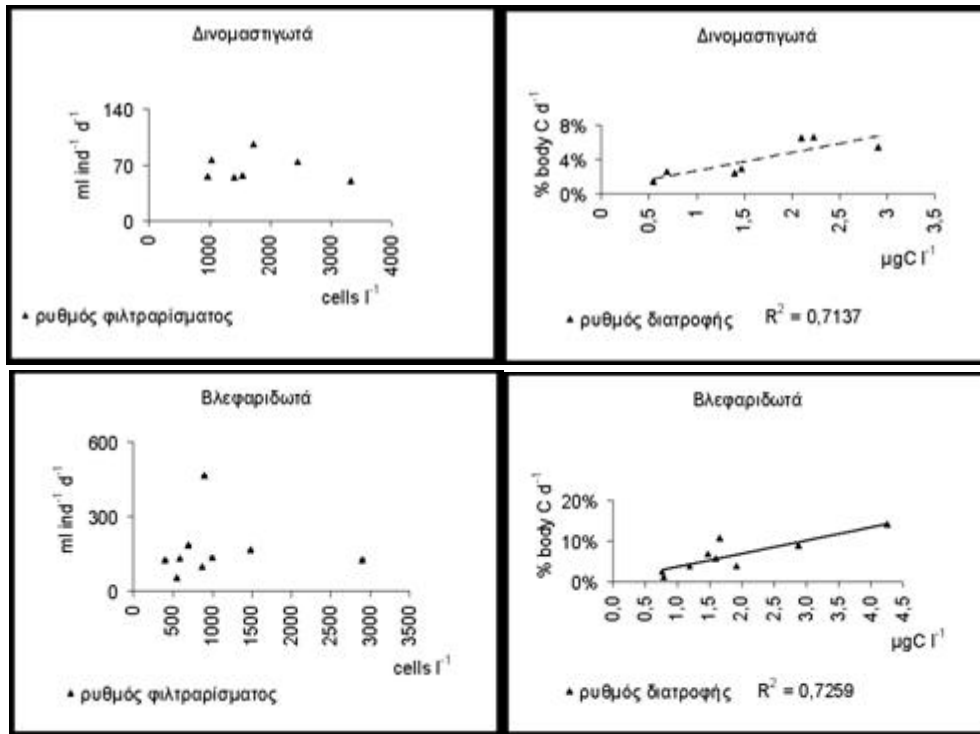 Δινομαστιγωτά
ml ind⁻¹ d⁻¹
140
70
0
0
1000
2000
3000
4000
cells l⁻¹
▲ ρυθμός φιλτραρίσματος
Δινομαστιγωτά
% body C d⁻¹
8%
4%
0%
0
0,5
1
1,5
2
2,5
3
3,5
µgC l⁻¹
▲ ρυθμός διατροφής R² = 0,7137
Βλεφαριδωτά
ml ind⁻¹ d⁻¹
600
300
0
0
500
1000
1500
2000
2500
3000
3500
cells l⁻¹
▲ ρυθμός φιλτραρίσματος
Βλεφαριδωτά
% body C d⁻¹
20%
10%
0%
0,0
0,5
1,0
1,5
2,0
2,5
3,0
3,5
4,0
4,5
µgC l⁻¹
▲ ρυθμός διατροφής R² = 0,7259